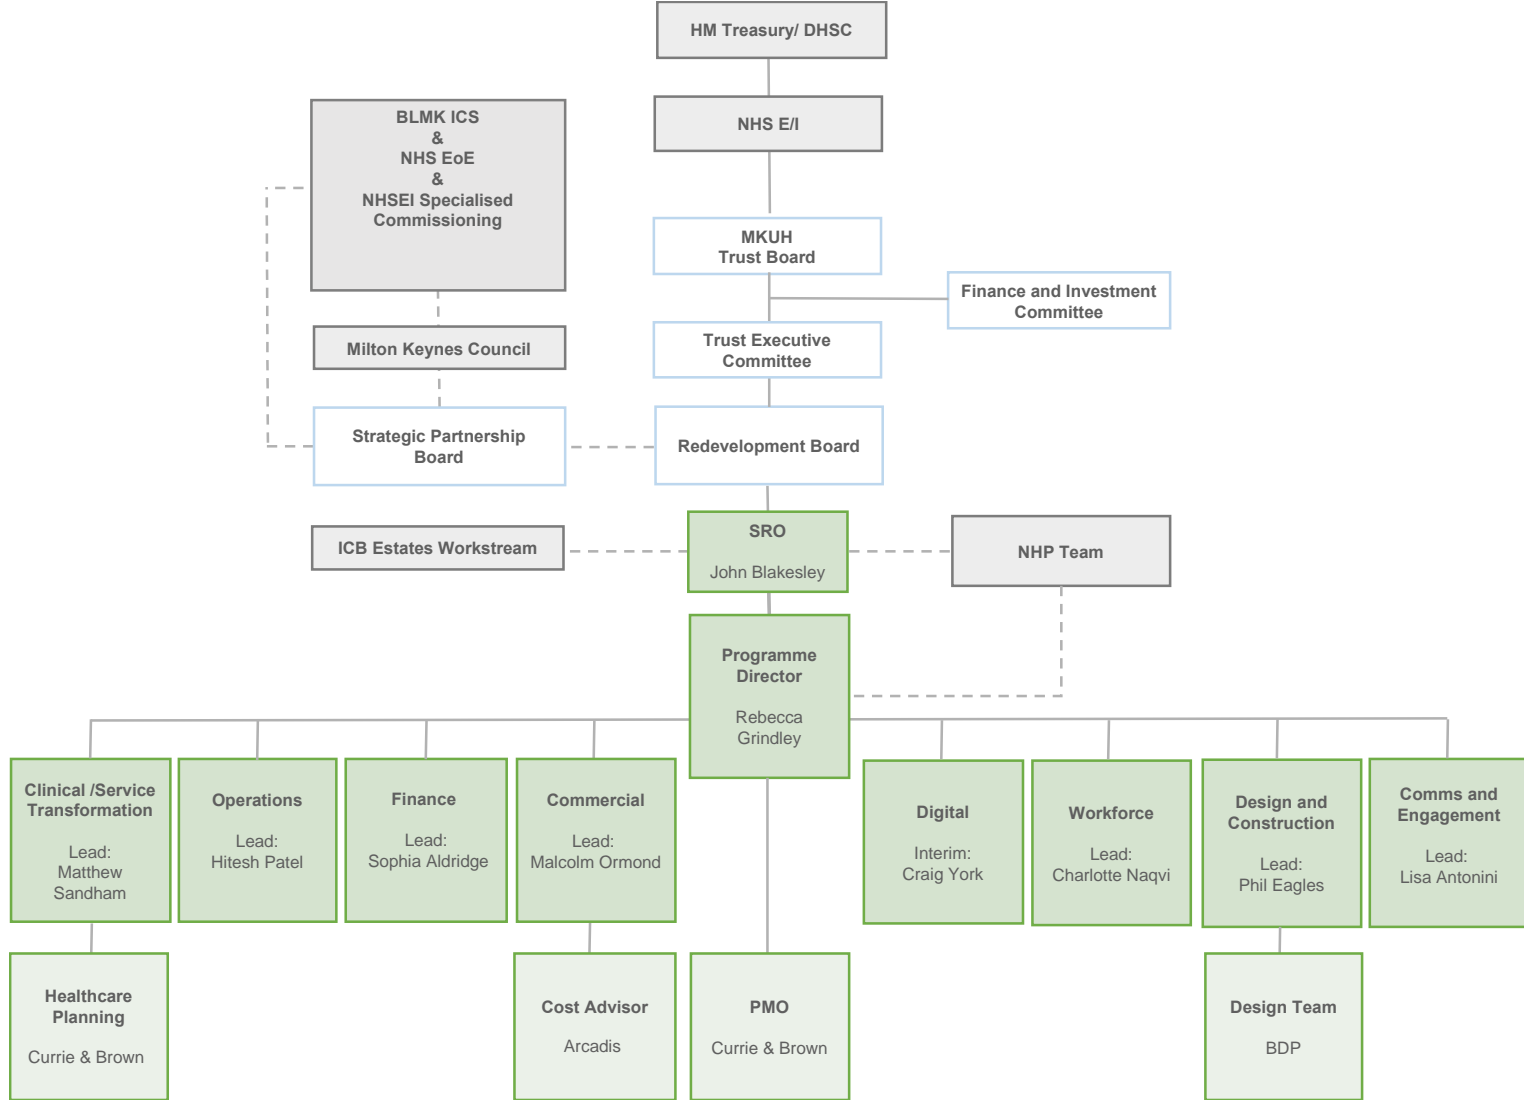 HM Treasury/ DHSC
NHS E/I
BLMK ICS
&
NHS EoE
&
NHSEI Specialised
Commissioning
MKUH
Trust Board
Finance and Investment
Committee
Milton Keynes Council
Trust Executive
Committee
Strategic Partnership
Board
Redevelopment Board
ICB Estates Workstream
SRO
John Blakesley
NHP Team
Programme
Director
Rebecca
Grindley
Clinical /Service
Transformation
Lead:
Matthew
Sandham
Operations
Lead:
Hitesh Patel
Finance
Lead:
Sophia Aldridge
Commercial
Lead:
Malcolm Ormond
Digital
Interim:
Craig York
Workforce
Lead:
Charlotte Naqvi
Design and
Construction
Lead:
Phil Eagles
Comms and
Engagement
Lead:
Lisa Antonini
Healthcare
Planning
Currie & Brown
Cost Advisor
Arcadis
PMO
Currie & Brown
Design Team
BDP